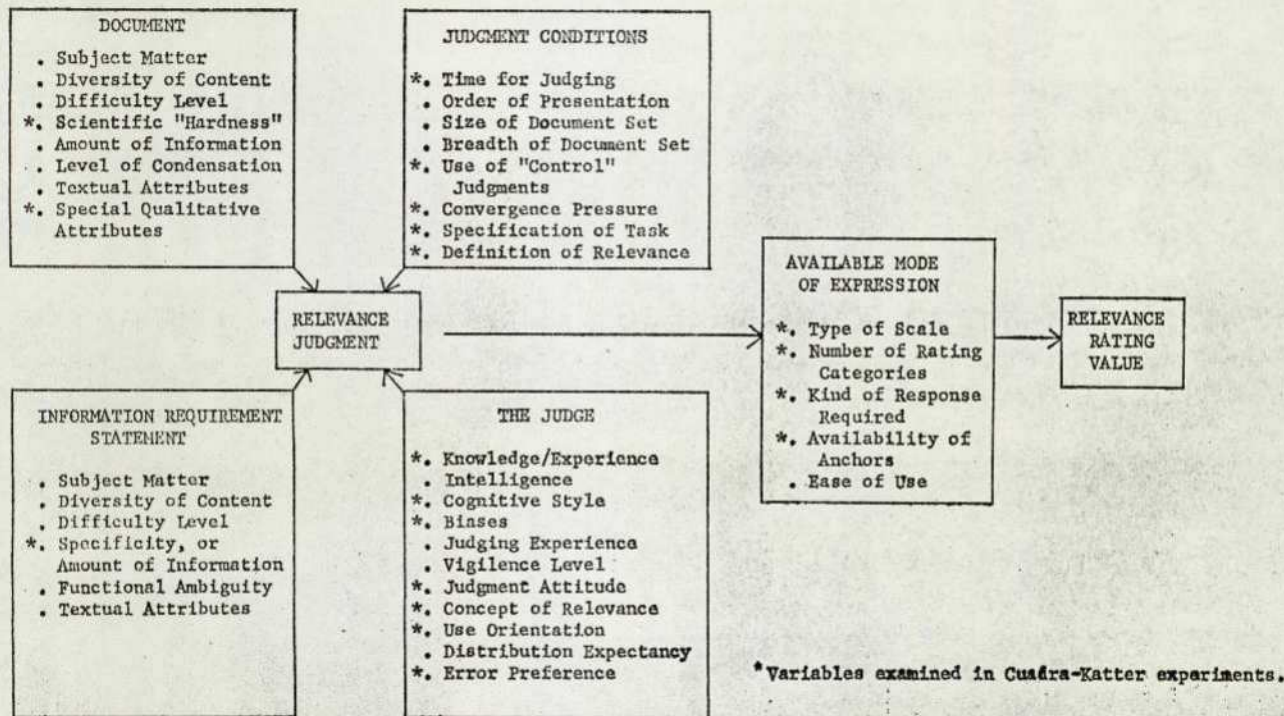 DOCUMENT
. Subject Matter
. Diversity of Content
. Difficulty Level
*. Scientific "Hardness"
. Amount of Information
. Level of Condensation
. Textual Attributes
*. Special Qualitative
Attributes
JUDGMENT CONDITIONS
*. Time for Judging
. Order of Presentation
. Size of Document Set
. Breadth of Document Set
*. Use of "Control"
Judgments
*. Convergence Pressure
*. Specification of Task
*. Definition of Relevance
RELEVANCE
JUDGMENT
INFORMATION REQUIREMENT
STATEMENT
. Subject Matter
. Diversity of Content
. Difficulty Level
*. Specificity, or
Amount of Information
. Functional Ambiguity
. Textual Attributes
THE JUDGE
*. Knowledge/Experience
. Intelligence
*. Cognitive Style
*. Biases
. Judging Experience
. Vigilence Level
*. Judgment Attitude
*. Concept of Relevance
*. Use Orientation
. Distribution Expectancy
*. Error Preference
AVAILABLE MODE
OF EXPRESSION
*. Type of Scale
*. Number of Rating
Categories
*. Kind of Response
Required
*. Availability of
Anchors
. Ease of Use
RELEVANCE
RATING
VALUE
*Variables examined in Cuadra-Katter experiments.